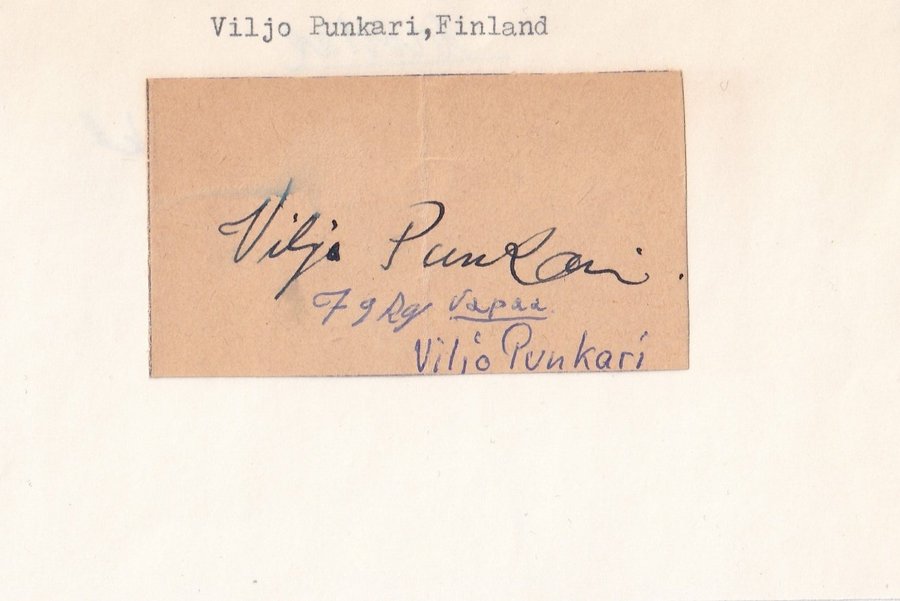 Viljo Punkari,Finland
Viljo Punkari.
79 kg vapaa
Viljo Punkari